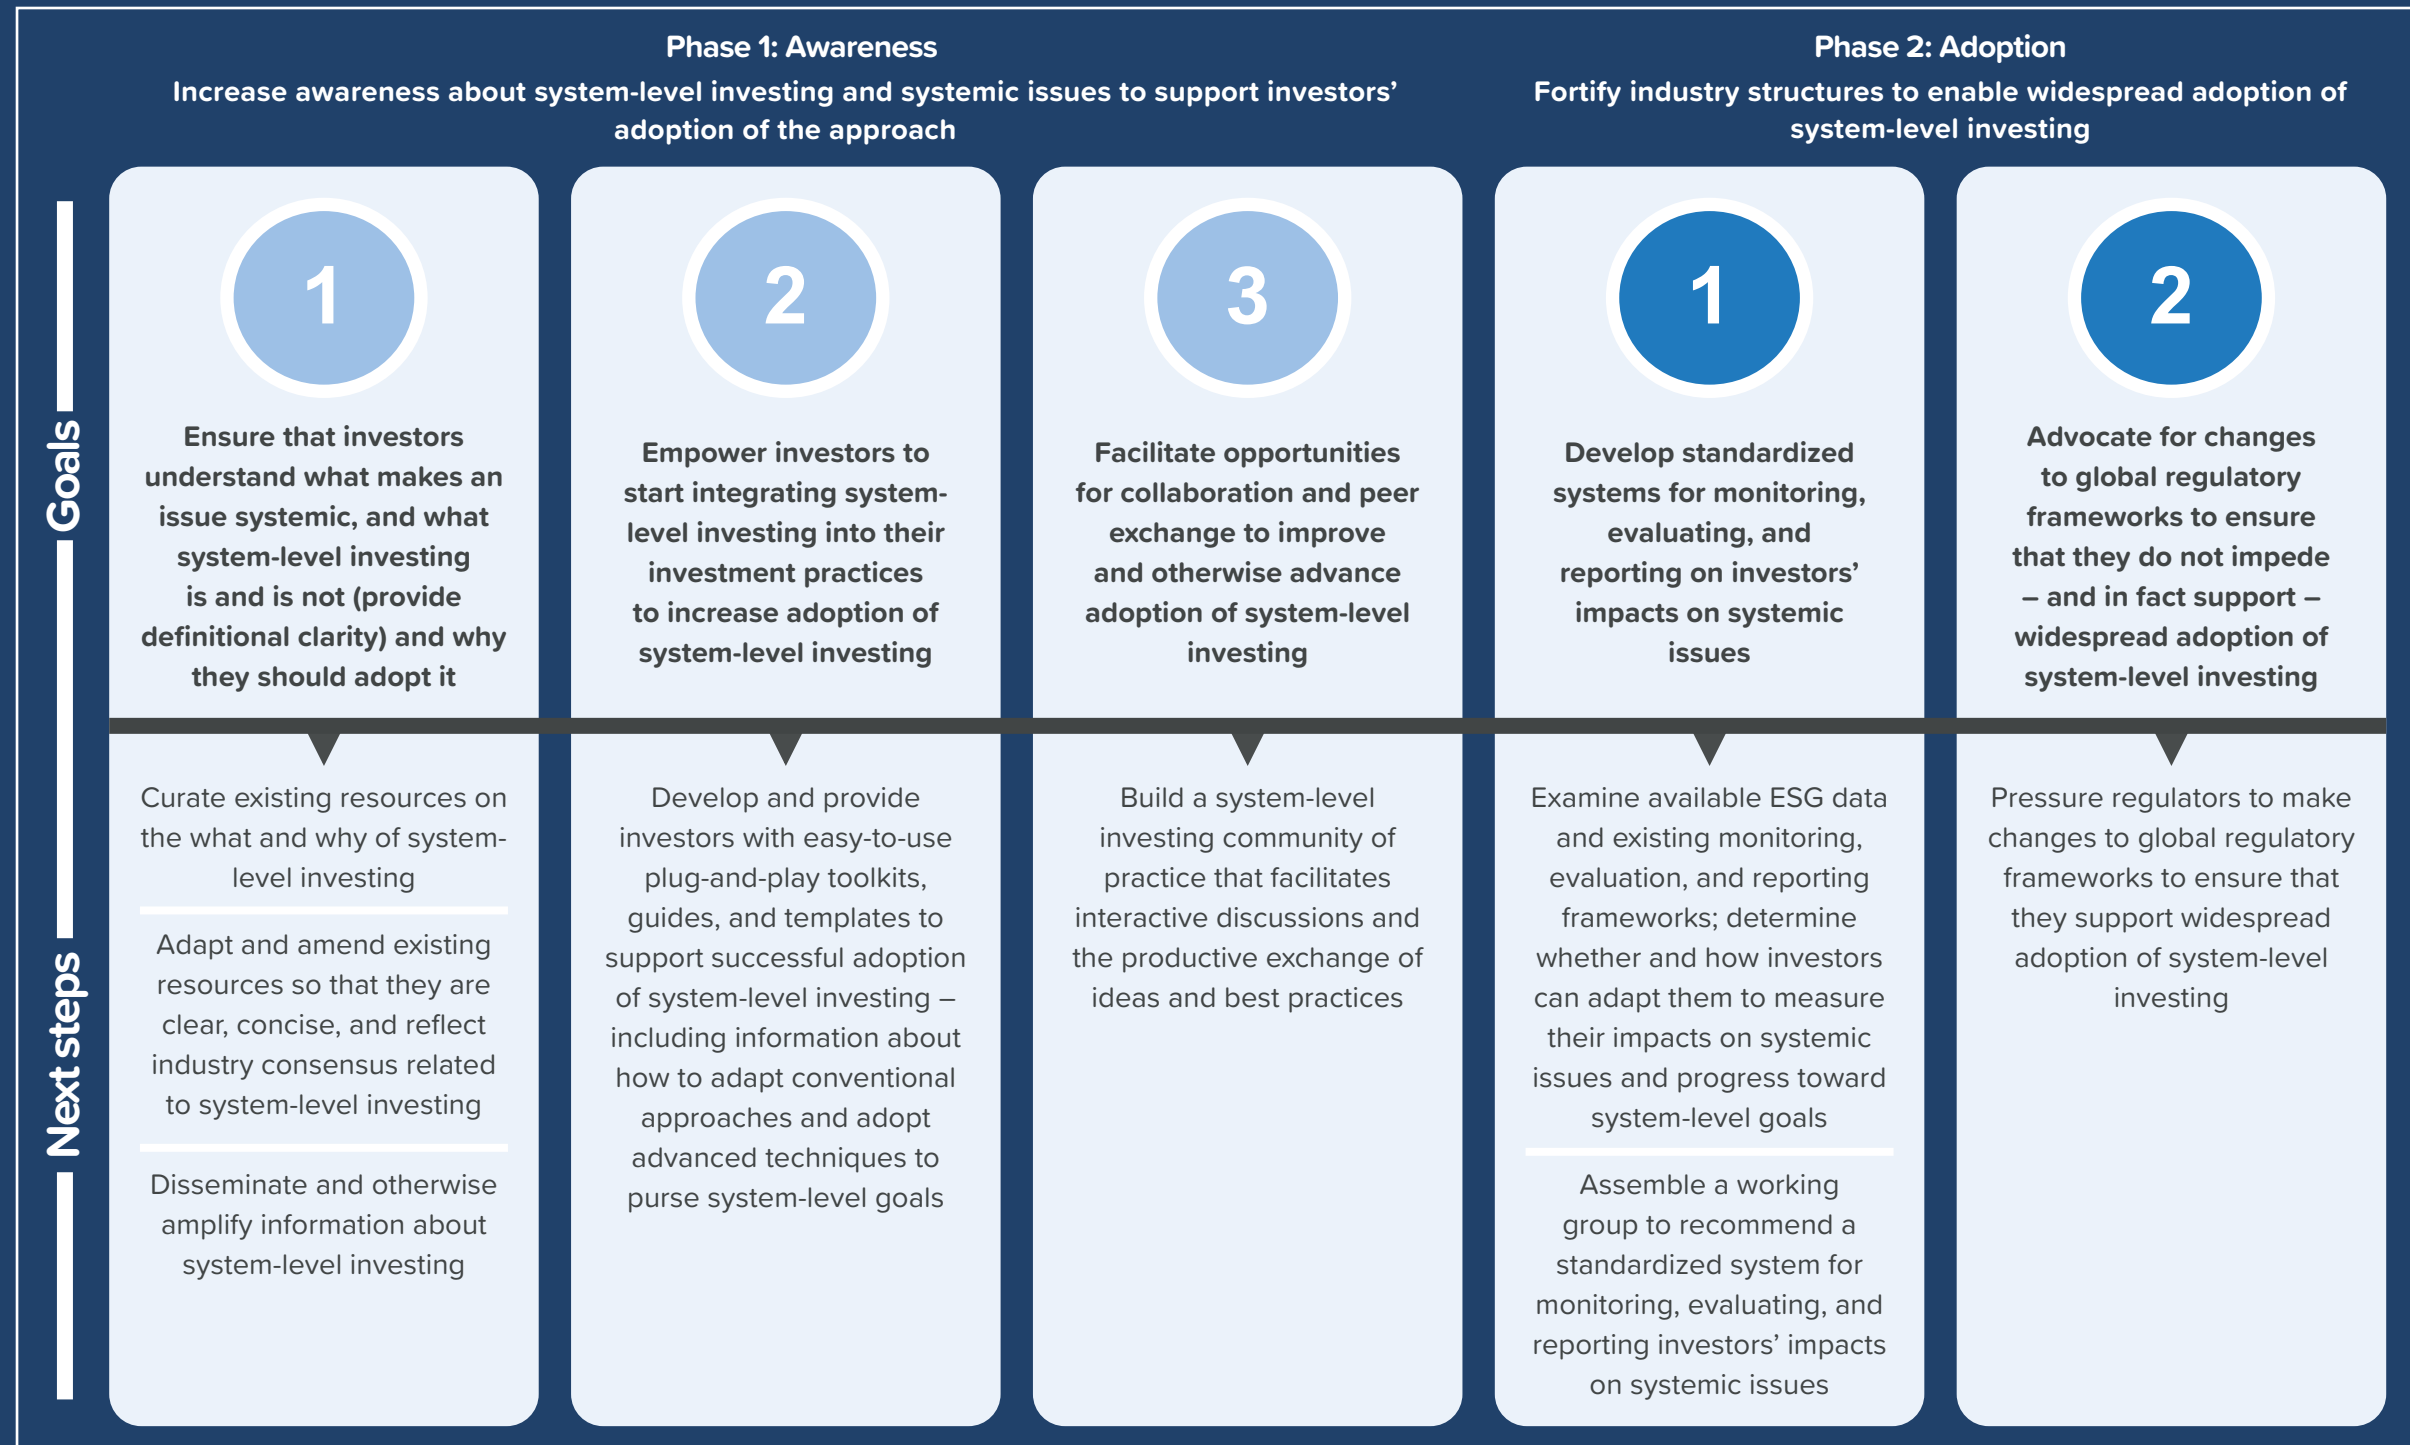 Phase 1: Awareness
Increase awareness about system-level investing and systemic issues to support investors’
adoption of the approach
Phase 2: Adoption
Fortify industry structures to enable widespread adoption of
system-level investing
Goals
1
Ensure that investors
understand what makes an
issue systemic, and what
system-level investing
is and is not (provide
definitional clarity) and why
they should adopt it
2
Empower investors to
start integrating system-
level investing into their
investment practices
to increase adoption of
system-level investing
3
Facilitate opportunities
for collaboration and peer
exchange to improve
and otherwise advance
adoption of system-level
investing
1
Develop standardized
systems for monitoring,
evaluating, and
reporting on investors’
impacts on systemic
issues
2
Advocate for changes
to global regulatory
frameworks to ensure
that they do not impede
– and in fact support –
widespread adoption of
system-level investing
Next steps
Curate existing resources on
the what and why of system-
level investing
Adapt and amend existing
resources so that they are
clear, concise, and reflect
industry consensus related
to system-level investing
Disseminate and otherwise
amplify information about
system-level investing
Develop and provide
investors with easy-to-use
plug-and-play toolkits,
guides, and templates to
support successful adoption
of system-level investing –
including information about
how to adapt conventional
approaches and adopt
advanced techniques to
purse system-level goals
Build a system-level
investing community of
practice that facilitates
interactive discussions and
the productive exchange of
ideas and best practices
Examine available ESG data
and existing monitoring,
evaluation, and reporting
frameworks; determine
whether and how investors
can adapt them to measure
their impacts on systemic
issues and progress toward
system-level goals
Assemble a working
group to recommend a
standardized system for
monitoring, evaluating, and
reporting investors’ impacts
on systemic issues
Pressure regulators to make
changes to global regulatory
frameworks to ensure that
they support widespread
adoption of system-level
investing